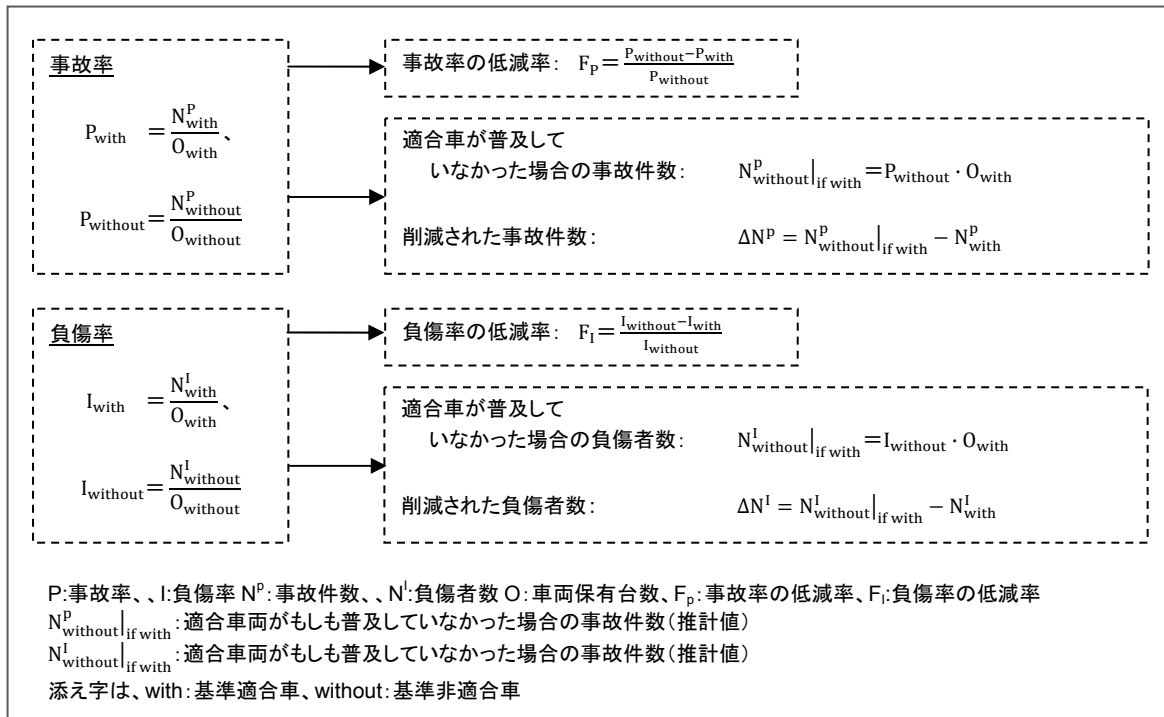 事故率
P_with = N^P_with / O_with、
P_without = N^P_without / O_without
事故率の低減率： F_P = (P_without−P_with) / P_without
適合車が普及して
いなかった場合の事故件数： N^p_without|if with = P_without · O_with
削減された事故件数： ΔN^p = N^p_without|if with − N^p_with
負傷率
I_with = N^I_with / O_with、
I_without = N^I_without / O_without
負傷率の低減率： F_I = (I_without−I_with) / I_without
適合車が普及して
いなかった場合の負傷者数： N^I_without|if with = I_without · O_with
削減された負傷者数： ΔN^I = N^I_without|if with − N^I_with
P:事故率、、I:負傷率 N^p：事故件数、、N^I:負傷者数 O：車両保有台数、F_p：事故率の低減率、F_I:負傷率の低減率
N^p_without|if with：適合車両がもしも普及していなかった場合の事故件数（推計値）
N^I_without|if with：適合車両がもしも普及していなかった場合の事故件数（推計値）
添え字は、with：基準適合車、without：基準非適合車